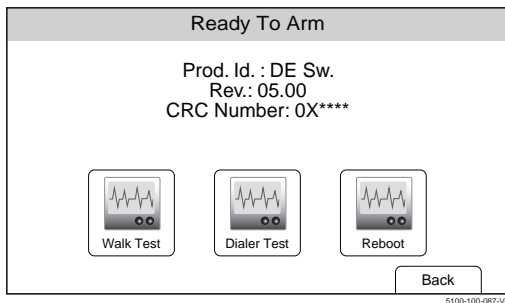 Ready To Arm
Prod. Id. : DE Sw.
Rev.: 05.00
CRC Number: 0X****
Walk Test Dialer Test Reboot
Back
5100-100-087-V